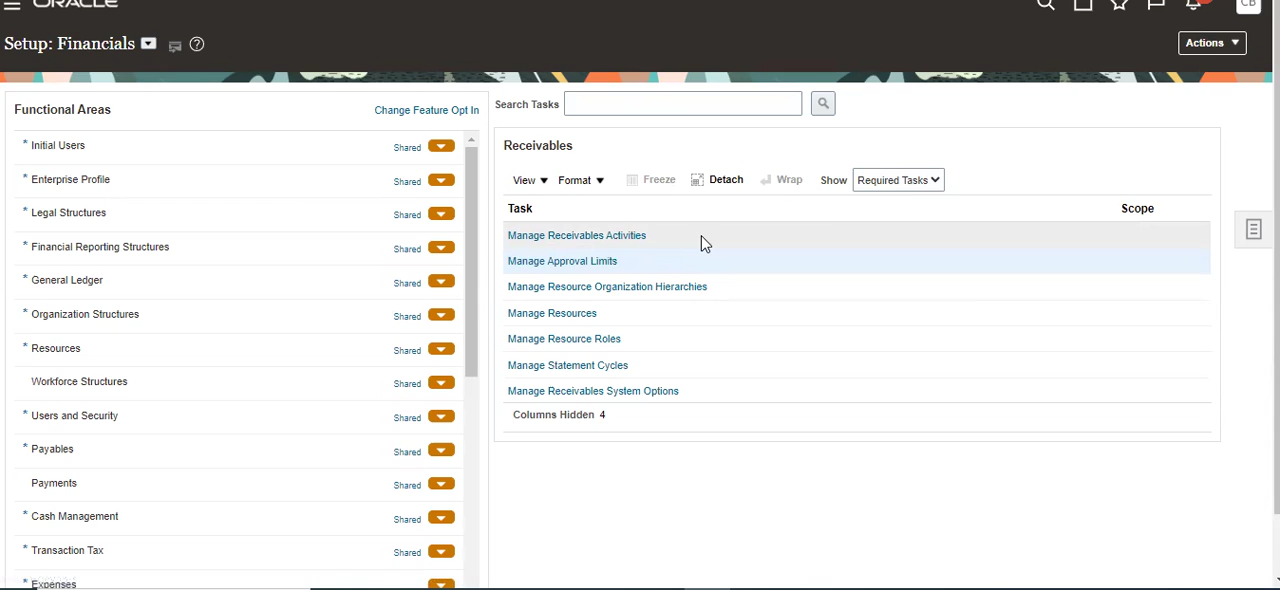 ORACLE
CB
Setup: Financials
Actions
Functional Areas
Change Feature Opt In
* Initial Users Shared
* Enterprise Profile Shared
* Legal Structures Shared
* Financial Reporting Structures Shared
* General Ledger Shared
* Organization Structures Shared
* Resources Shared
Workforce Structures Shared
* Users and Security Shared
* Payables Shared
Payments Shared
* Cash Management Shared
* Transaction Tax Shared
* Expenses
Search Tasks
Receivables
View Format Freeze Detach Wrap Show Required Tasks
Task Scope
Manage Receivables Activities
Manage Approval Limits
Manage Resource Organization Hierarchies
Manage Resources
Manage Resource Roles
Manage Statement Cycles
Manage Receivables System Options
Columns Hidden 4